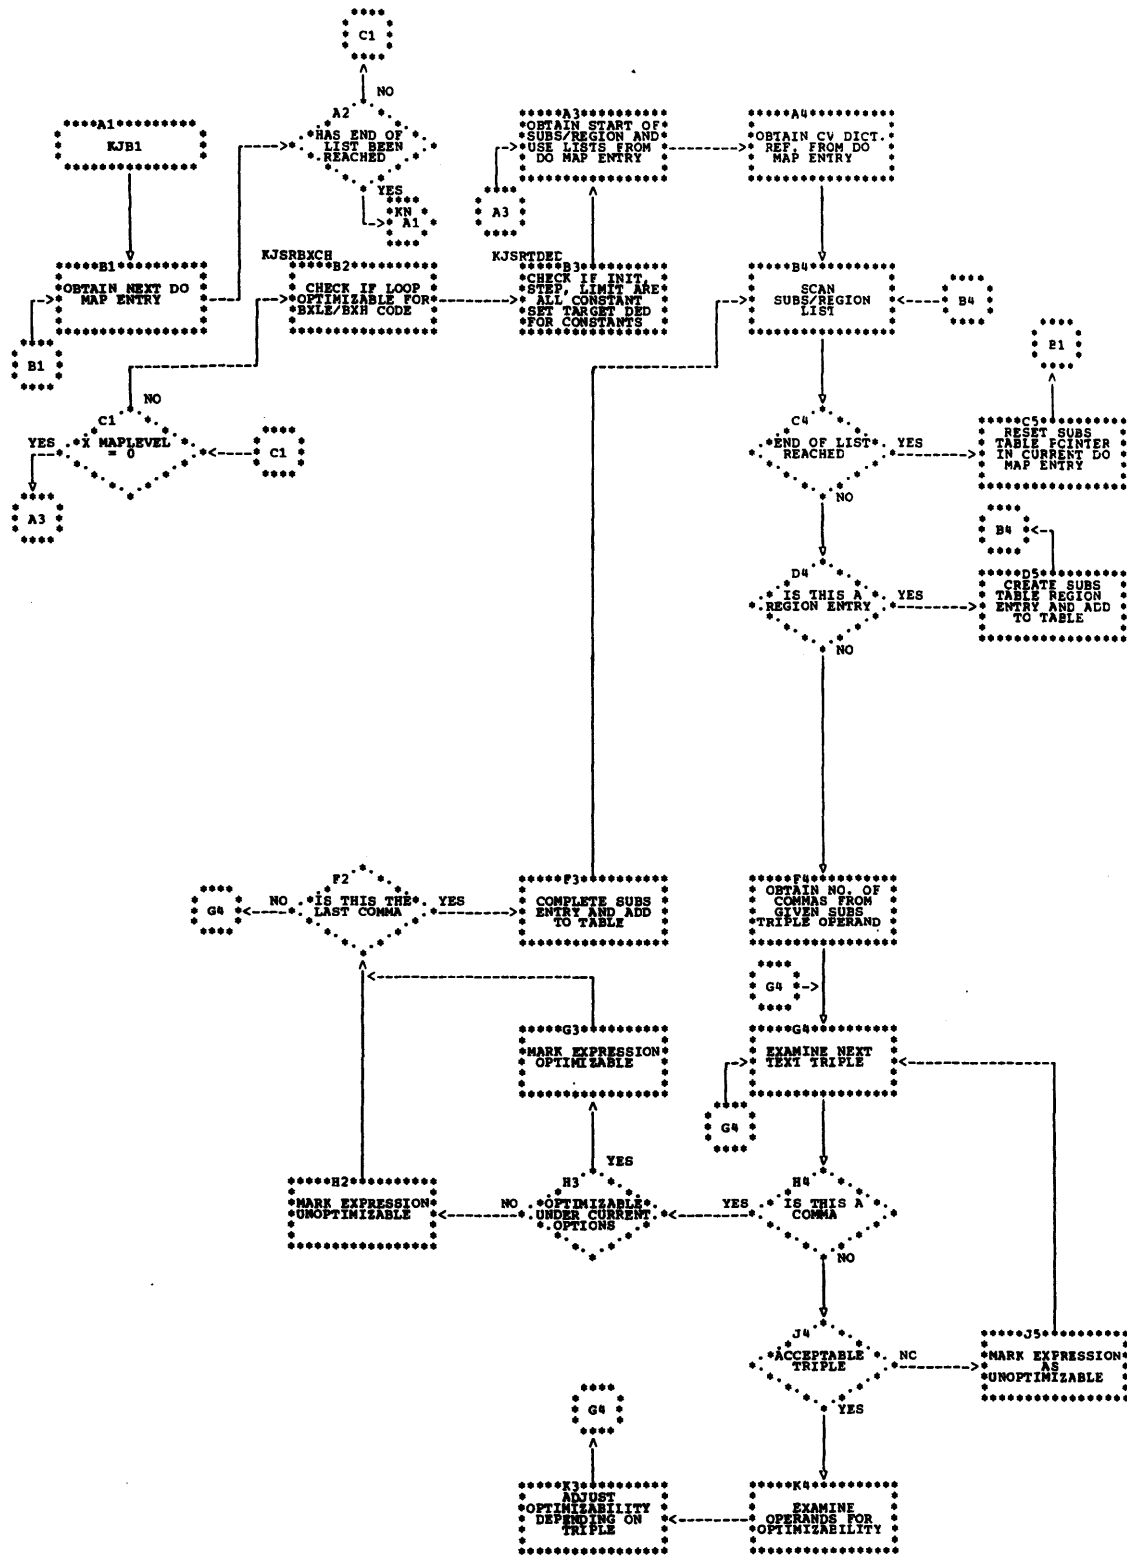 C1
NO
A1
KJB1
A2
HAS END OF
LIST BEEN
REACHED
YES
KN
A1
A3
OBTAIN START OF
SUBS/REGION AND
USE LISTS FROM
DO MAP ENTRY
A3
A4
OBTAIN CV DICT.
REF. FROM DO
MAP ENTRY
B1
OBTAIN NEXT DO
MAP ENTRY
B1
KJSRBXCH
B2
CHECK IF LOOP
OPTIMIZABLE FOR
BXLE/BXH CODE
KJSRTDED
B3
CHECK IF INIT,
STEP, LIMIT ARE
ALL CONSTANT
SET TARGET DED
FOR CONSTANTS
B4
SCAN
SUBS/REGION
LIST
B4
B1
NO
C1
X MAPLEVEL
= 0
YES
C1
A3
C4
END OF LIST
REACHED
YES
NO
C5
RESET SUBS
TABLE POINTER
IN CURRENT DO
MAP ENTRY
B4
D4
IS THIS A
REGION ENTRY
YES
NO
D5
CREATE SUBS
TABLE REGION
ENTRY AND ADD
TO TABLE
G4
NO
F2
IS THIS THE
LAST COMMA
YES
F3
COMPLETE SUBS
ENTRY AND ADD
TO TABLE
F4
OBTAIN NO. OF
COMMAS FROM
GIVEN SUBS
TRIPLE OPERAND
G4
G3
MARK EXPRESSION
OPTIMIZABLE
G4
EXAMINE NEXT
TEXT TRIPLE
G4
YES
H2
MARK EXPRESSION
UNOPTIMIZABLE
NO
H3
OPTIMIZABLE
UNDER CURRENT
OPTIONS
YES
H4
IS THIS A
COMMA
NO
J4
ACCEPTABLE
TRIPLE
NC
YES
J5
MARK EXPRESSION
AS
UNOPTIMIZABLE
G4
K3
ADJUST
OPTIMIZABILITY
DEPENDING ON
TRIPLE
K4
EXAMINE
OPERANDS FOR
OPTIMIZABILITY